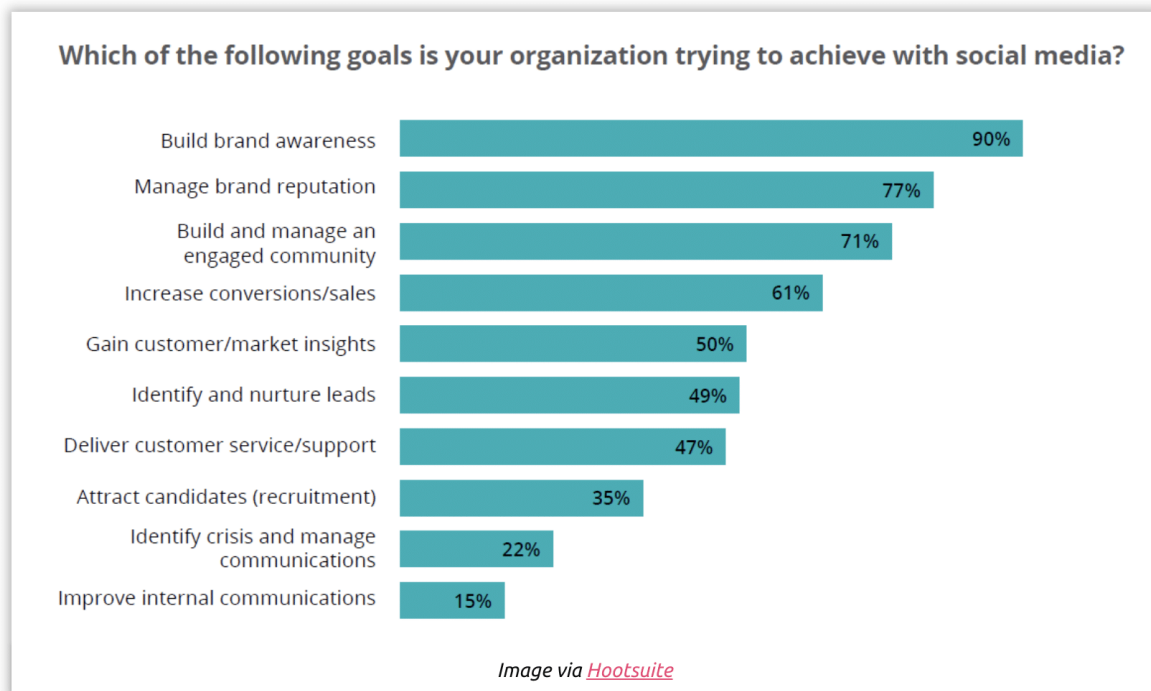 Which of the following goals is your organization trying to achieve with social media?
Build brand awareness
90%
Manage brand reputation
77%
Build and manage an
engaged community
71%
Increase conversions/sales
61%
Gain customer/market insights
50%
Identify and nurture leads
49%
Deliver customer service/support
47%
Attract candidates (recruitment)
35%
Identify crisis and manage
communications
22%
Improve internal communications
15%
Image via Hootsuite